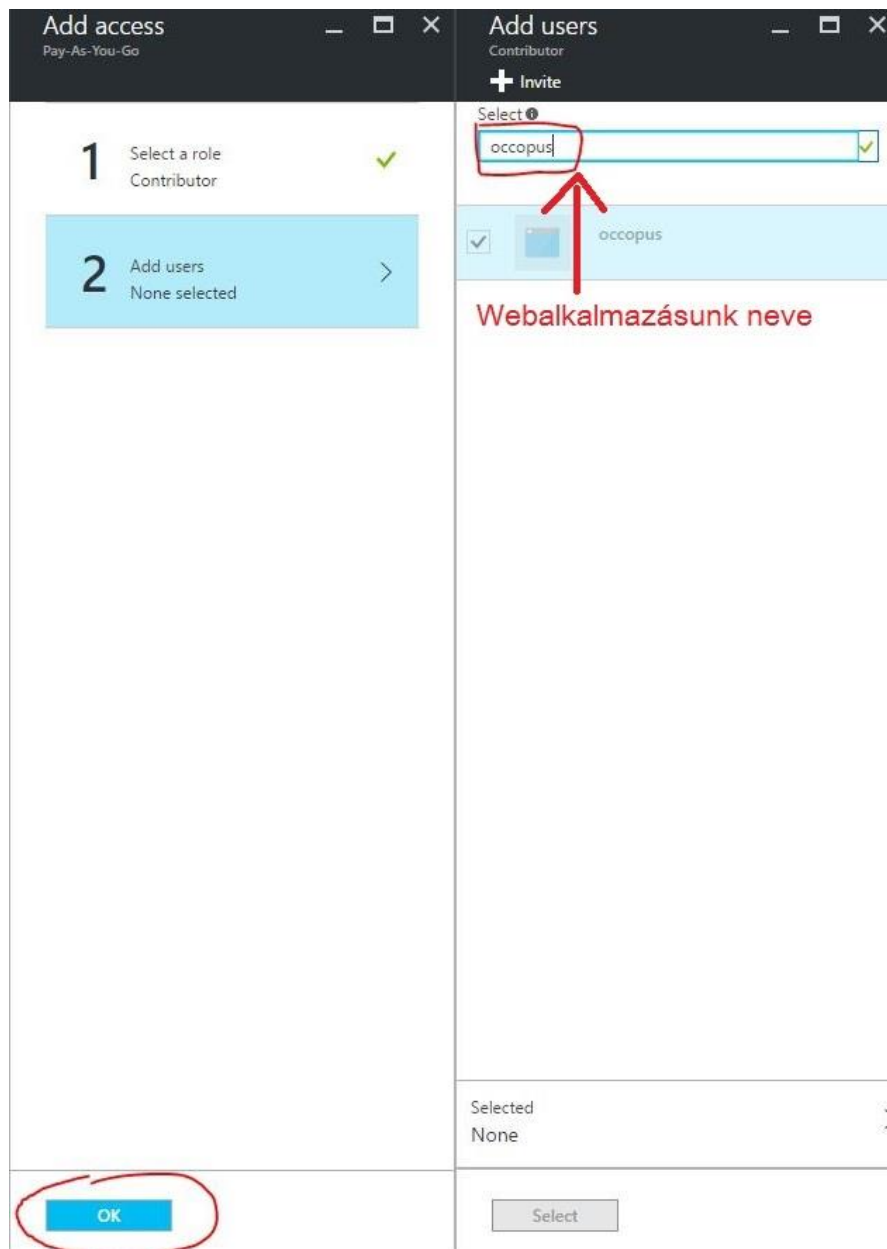 Add access
Pay-As-You-Go
1
Select a role
Contributor
2
Add users
None selected
OK
Add users
Contributor
Invite
Select
occopus
occopus
Webalkalmazásunk neve
Selected
None
Select